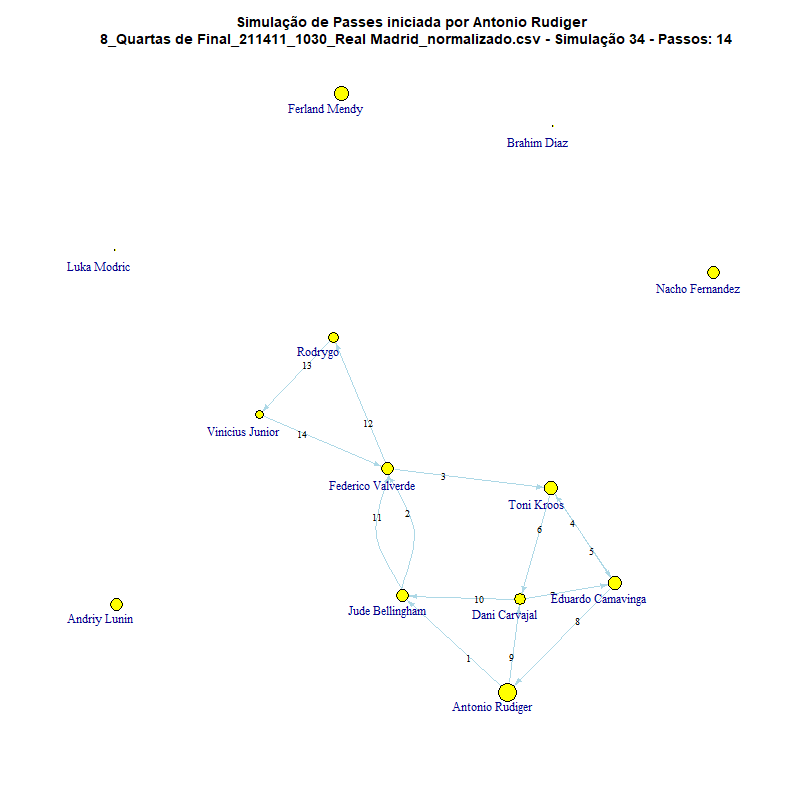 Simulação de Passes iniciada por Antonio Rudiger
8_Quartas de Final_211411_1030_Real Madrid_normalizado.csv - Simulação 34 - Passos: 14
Ferland Mendy
Brahim Diaz
Luka Modric
Nacho Fernandez
Rodrygo
13
12
Vinicius Junior
14
3
Federico Valverde
Toni Kroos
11
2
4
6
5
7
Eduardo Camavinga
10
Jude Bellingham
Dani Carvajal
Andriy Lunin
8
1
9
Antonio Rudiger